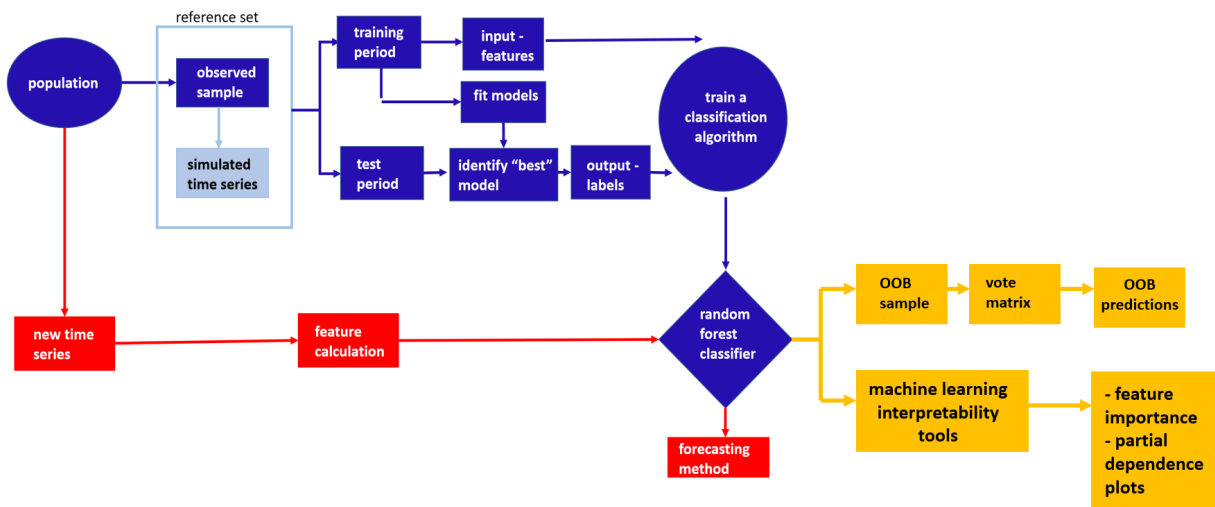 reference set
population
observed
sample
simulated
time series
training
period
input -
features
fit models
test
period
identify “best”
model
output -
labels
train a
classification
algorithm
new time
series
feature
calculation
random
forest
classifier
forecasting
method
OOB
sample
vote
matrix
OOB
predictions
machine learning
interpretability
tools
- feature
importance
- partial
dependence
plots